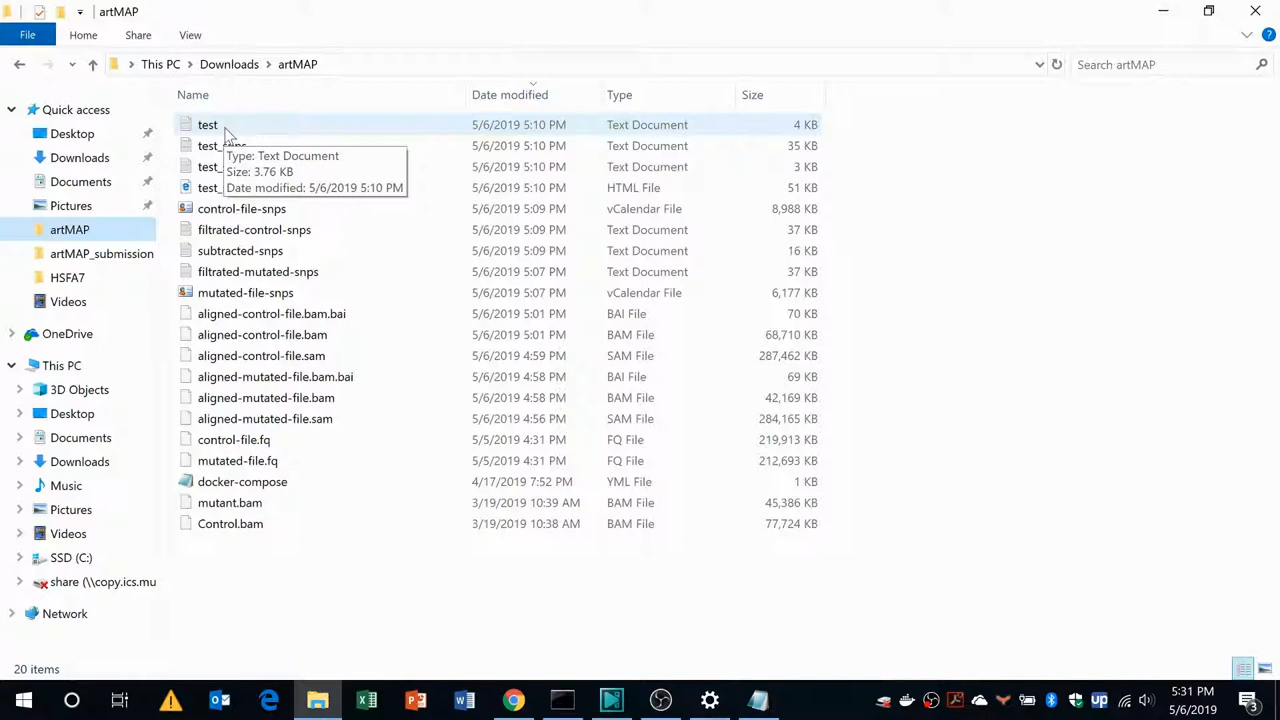 artMAP
File Home Share View
This PC Downloads artMAP Search artMAP
Name Date modified Type Size
Quick access
Desktop
Downloads
Documents
Pictures
artMAP
artMAP_submission
HSFA7
Videos
OneDrive
This PC
3D Objects
Desktop
Documents
Downloads
Music
Pictures
Videos
SSD (C:)
share (\\copy.ics.mu
Network
test 5/6/2019 5:10 PM Text Document 4 KB
test_snps 5/6/2019 5:10 PM Text Document 35 KB
test_ 5/6/2019 5:10 PM Text Document 3 KB
test_ 5/6/2019 5:10 PM HTML File 51 KB
Type: Text Document
Size: 3.76 KB
Date modified: 5/6/2019 5:10 PM
control-file-snps 5/6/2019 5:09 PM vCalendar File 8,988 KB
filtrated-control-snps 5/6/2019 5:09 PM Text Document 37 KB
subtracted-snps 5/6/2019 5:09 PM Text Document 16 KB
filtrated-mutated-snps 5/6/2019 5:07 PM Text Document 37 KB
mutated-file-snps 5/6/2019 5:07 PM vCalendar File 6,177 KB
aligned-control-file.bam.bai 5/6/2019 5:01 PM BAI File 70 KB
aligned-control-file.bam 5/6/2019 5:01 PM BAM File 68,710 KB
aligned-control-file.sam 5/6/2019 4:59 PM SAM File 287,462 KB
aligned-mutated-file.bam.bai 5/6/2019 4:58 PM BAI File 69 KB
aligned-mutated-file.bam 5/6/2019 4:58 PM BAM File 42,169 KB
aligned-mutated-file.sam 5/6/2019 4:56 PM SAM File 284,165 KB
control-file.fq 5/5/2019 4:31 PM FQ File 219,913 KB
mutated-file.fq 5/5/2019 4:31 PM FQ File 212,693 KB
docker-compose 4/17/2019 7:52 PM YML File 1 KB
mutant.bam 3/19/2019 10:39 AM BAM File 45,386 KB
Control.bam 3/19/2019 10:38 AM BAM File 77,724 KB
20 items
up
5:31 PM
5/6/2019
3